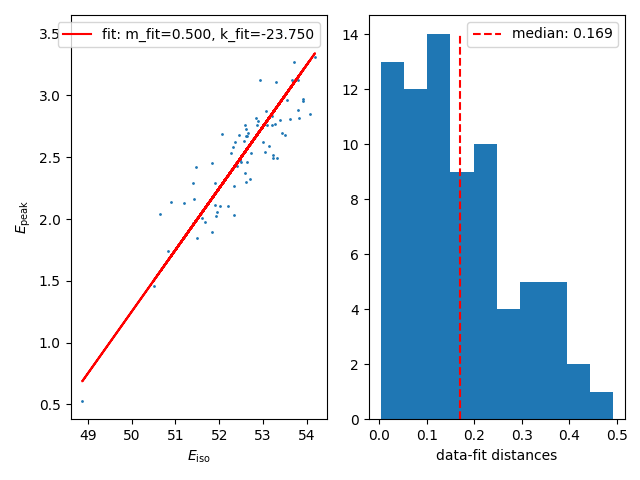 fit: m_fit=0.500, k_fit=-23.750
3.5
3.0
2.5
2.0
1.5
1.0
0.5
E_peak
49 50 51 52 53 54
E_iso
median: 0.169
14
12
10
8
6
4
2
0
0.0 0.1 0.2 0.3 0.4 0.5
data-fit distances